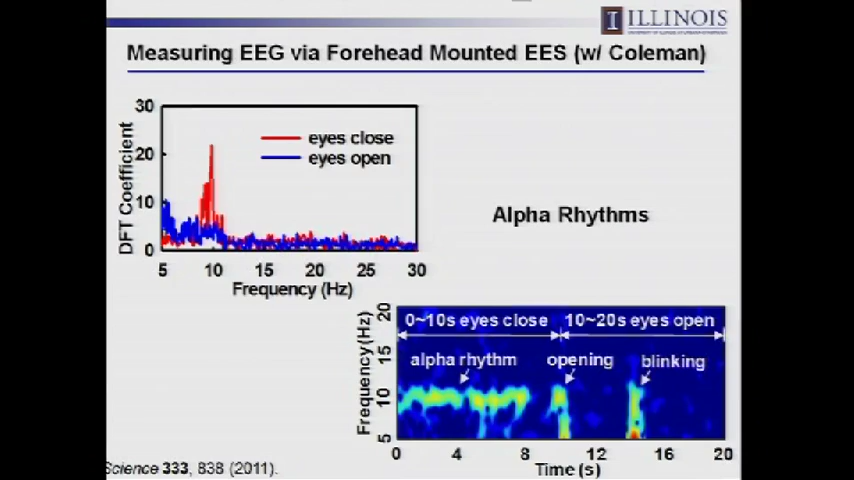 ILLINOIS
Measuring EEG via Forehead Mounted EES (w/ Coleman)
30
20
10
0
DFT Coefficient
eyes close
eyes open
5 10 15 20 25 30
Frequency (Hz)
Alpha Rhythms
20
15
10
5
Frequency(Hz)
0~10s eyes close 10~20s eyes open
alpha rhythm opening blinking
0 4 8 12 16 20
Time (s)
Science 333, 838 (2011).